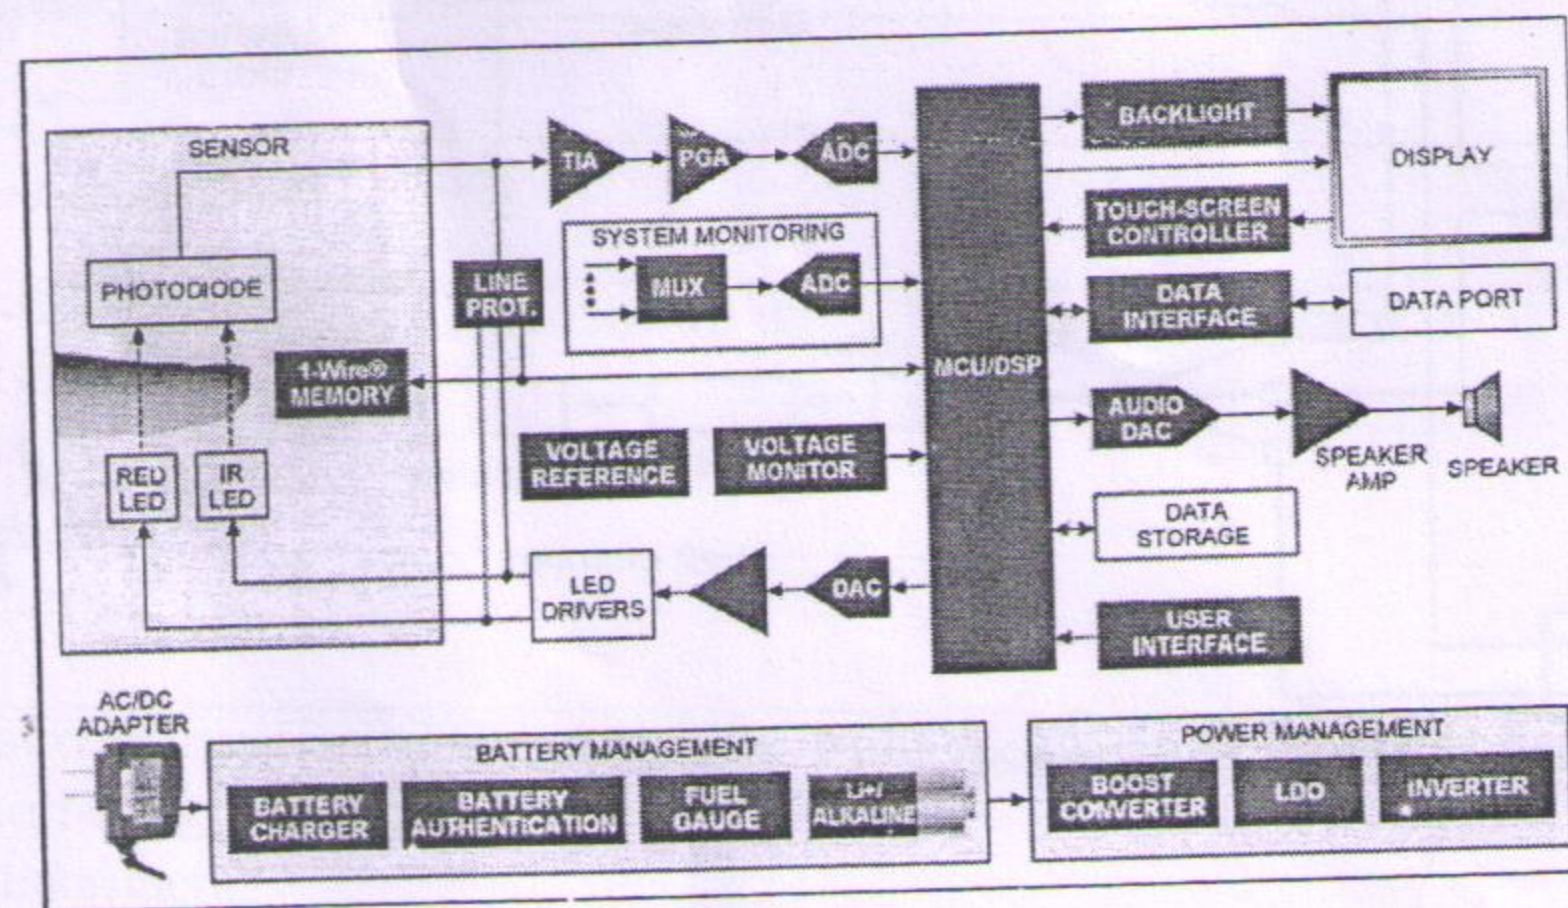 SENSOR
PHOTODIODE
1-Wire®
MEMORY
RED
LED
IR
LED
LINE
PROT.
TIA
PGA
ADC
SYSTEM MONITORING
MUX
ADC
VOLTAGE
REFERENCE
VOLTAGE
MONITOR
LED
DRIVERS
DAC
MCU/DSP
BACKLIGHT
DISPLAY
TOUCH-SCREEN
CONTROLLER
DATA
INTERFACE
DATA PORT
AUDIO
DAC
SPEAKER
AMP
SPEAKER
DATA
STORAGE
USER
INTERFACE
AC/DC
ADAPTER
BATTERY MANAGEMENT
BATTERY
CHARGER
BATTERY
AUTHENTICATION
FUEL
GAUGE
Li+/
ALKALINE
POWER MANAGEMENT
BOOST
CONVERTER
LDO
INVERTER